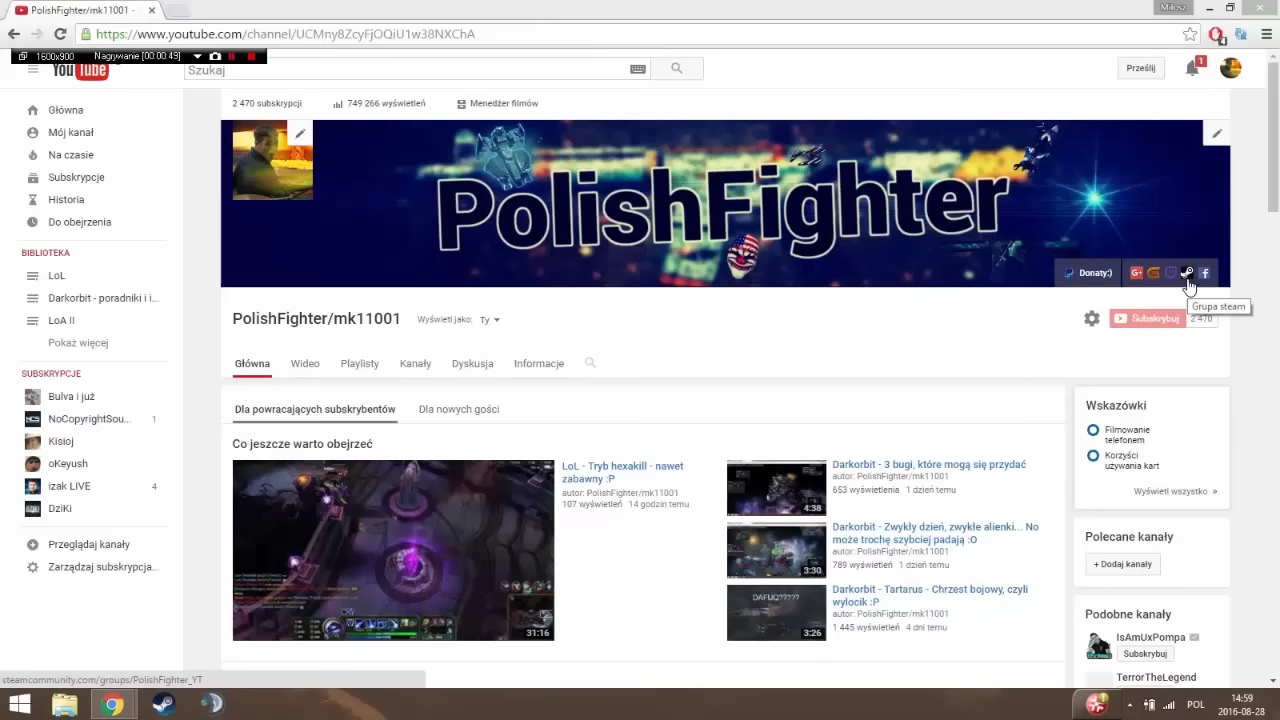 PolishFighter/mk11001 -
Miłosz
https://www.youtube.com/channel/UCMny8ZcyFjOQiU1w38NXChA
4
1600x900 Nagrywanie [00:00:49]
YouTube
Szukaj
Prześlij
1
2 470 subskrypcji
749 266 wyświetleń
Menedżer filmów
Główna
Mój kanał
Na czasie
Subskrypcje
Historia
Do obejrzenia
BIBLIOTEKA
LoL
Darkorbit - poradniki i i...
LoA II
Pokaż więcej
SUBSKRYPCJE
Bulva i już
NoCopyrightSou... 1
Kisioj
oKeyush
Izak LIVE 4
DziKi
Przeglądaj kanały
Zarządzaj subskrypcja...
PolishFighter
Donaty:)
Grupa steam
PolishFighter/mk11001
Wyświetl jako: Ty
Subskrybuj 2 470
Główna Wideo Playlisty Kanały Dyskusja Informacje
Dla powracających subskrybentów
Dla nowych gości
Co jeszcze warto obejrzeć
31:16
LoL - Tryb hexakill - nawet
zabawny :P
autor: PolishFighter/mk11001
107 wyświetleń 14 godzin temu
4:38
Darkorbit - 3 bugi, które mogą się przydać
autor: PolishFighter/mk11001
653 wyświetlenia 1 dzień temu
3:30
Darkorbit - Zwykły dzień, zwykłe alienki... No
może trochę szybciej padają :O
autor: PolishFighter/mk11001
789 wyświetleń 1 dzień temu
DAFUQ?????
3:26
Darkorbit - Tartarus - Chrzest bojowy, czyli
wylocik :P
autor: PolishFighter/mk11001
1 445 wyświetleń 4 dni temu
Wskazówki
Filmowanie
telefonem
Korzyści
używania kart
Wyświetl wszystko »
Polecane kanały
+ Dodaj kanały
Podobne kanały
IsAmUxPompa
Subskrybuj
TerrorTheLegend
steamcommunity.com/groups/PolishFighter_YT
POL
14:59
2016-08-28